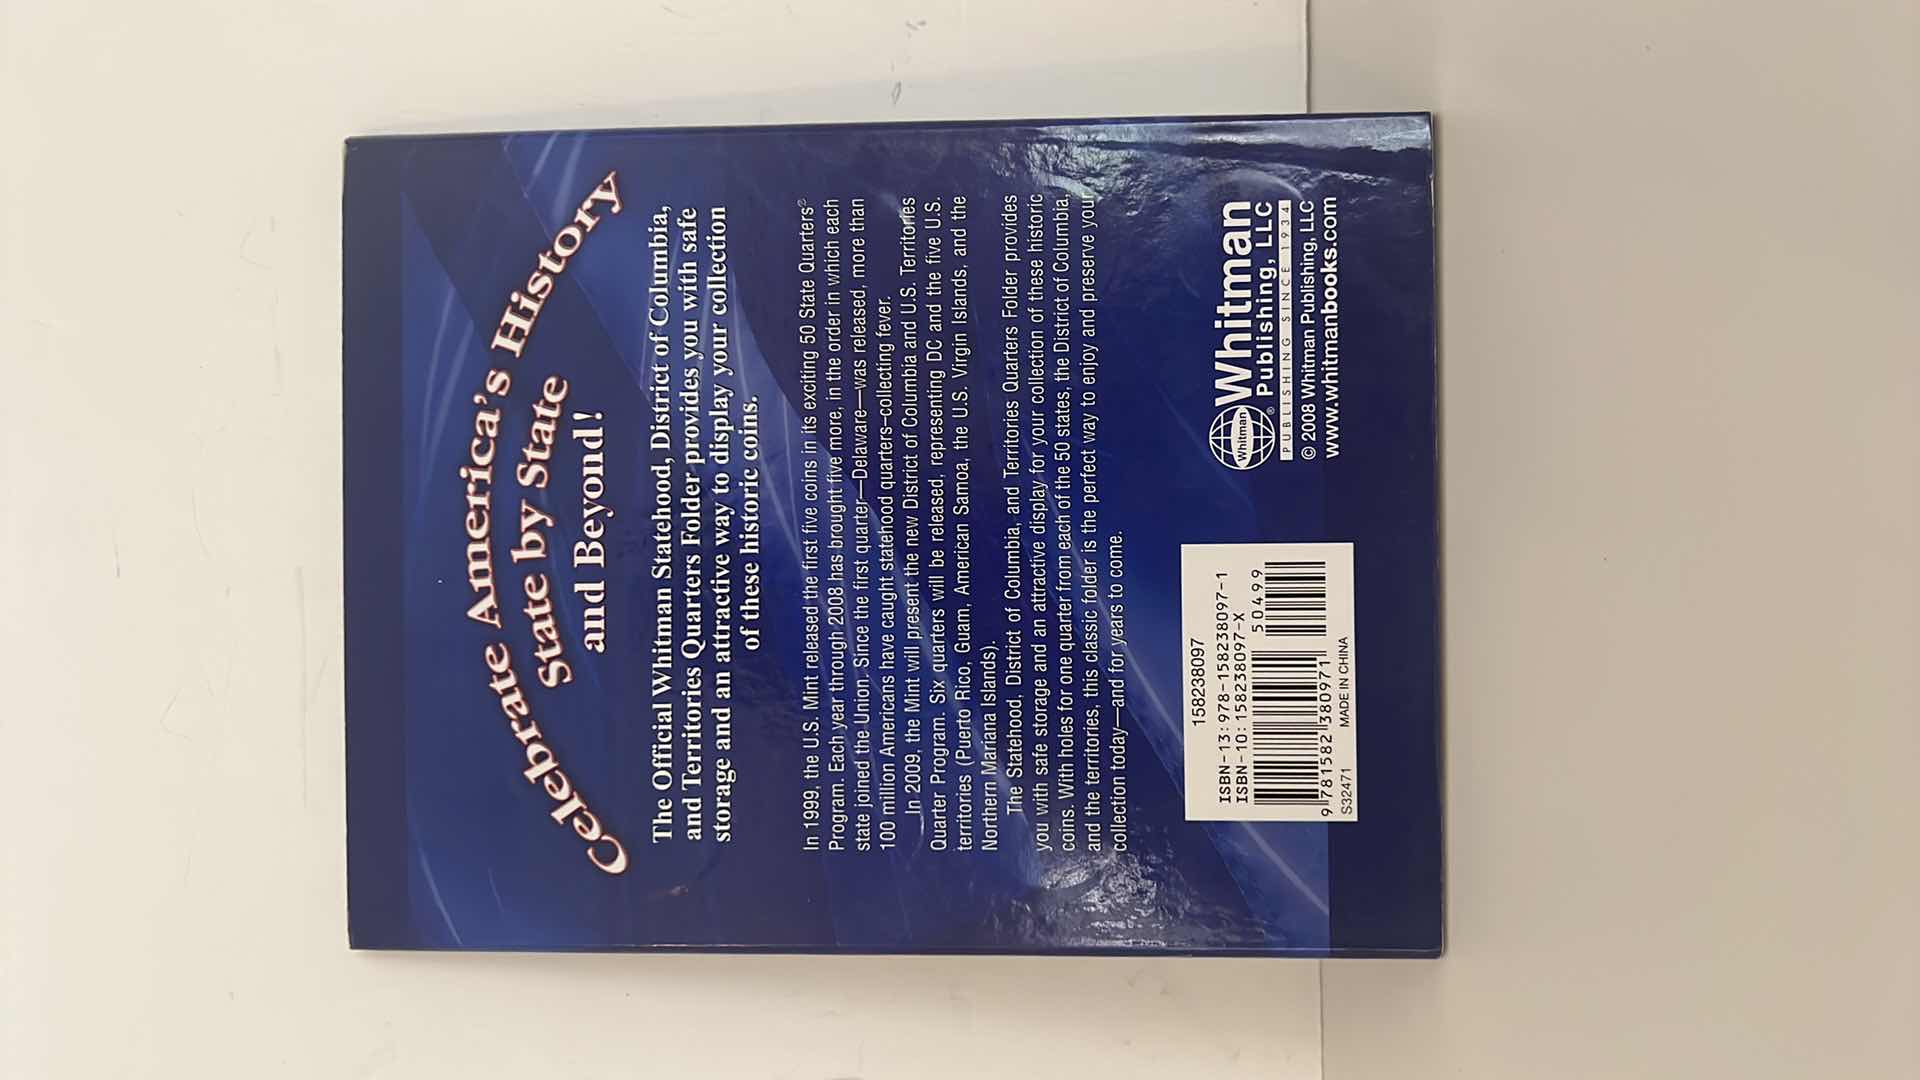 Celebrate America's History
State by State
and Beyond!
The Official Whitman Statehood, District of Columbia,
and Territories Quarters Folder provides you with safe
storage and an attractive way to display your collection
of these historic coins.
In 1999, the U.S. Mint released the first five coins in its exciting 50 State Quarters®
Program. Each year through 2008 has brought five more, in the order in which each
state joined the Union. Since the first quarter—Delaware—was released, more than
100 million Americans have caught statehood quarters–collecting fever.
In 2009, the Mint will present the new District of Columbia and U.S. Territories
Quarter Program. Six quarters will be released, representing DC and the five U.S.
territories (Puerto Rico, Guam, American Samoa, the U.S. Virgin Islands, and the
Northern Mariana Islands).
The Statehood, District of Columbia, and Territories Quarters Folder provides
you with safe storage and an attractive display for your collection of these historic
coins. With holes for one quarter from each of the 50 states, the District of Columbia,
and the territories, this classic folder is the perfect way to enjoy and preserve your
collection today—and for years to come.
158238097
ISBN-13: 978-158238097-1
ISBN-10: 158238097-X
50499
9 781582 380971
S32471 MADE IN CHINA
Whitman®
Whitman
Publishing, LLC
PUBLISHING SINCE 1934
© 2008 Whitman Publishing, LLC
www.whitmanbooks.com